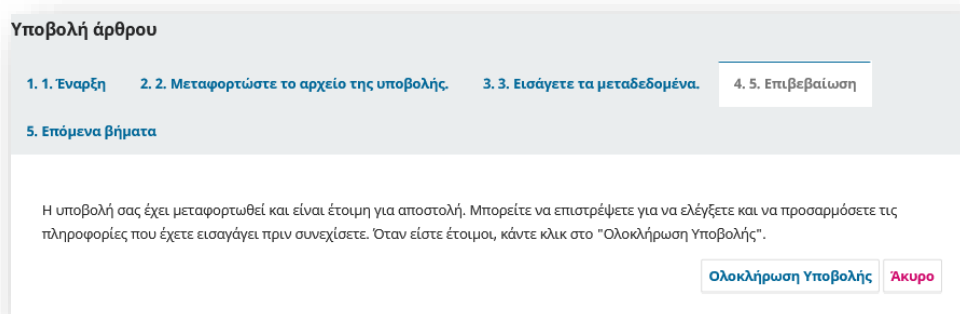 Υποβολή άρθρου
1. 1. Έναρξη 2. 2. Μεταφορτώστε το αρχείο της υποβολής. 3. 3. Εισάγετε τα μεταδεδομένα. 4. 5. Επιβεβαίωση
5. Επόμενα βήματα
Η υποβολή σας έχει μεταφορτωθεί και είναι έτοιμη για αποστολή. Μπορείτε να επιστρέψετε για να ελέγξετε και να προσαρμόσετε τις
πληροφορίες που έχετε εισαγάγει πριν συνεχίσετε. Όταν είστε έτοιμοι, κάντε κλικ στο "Ολοκλήρωση Υποβολής".
Ολοκλήρωση Υποβολής Άκυρο